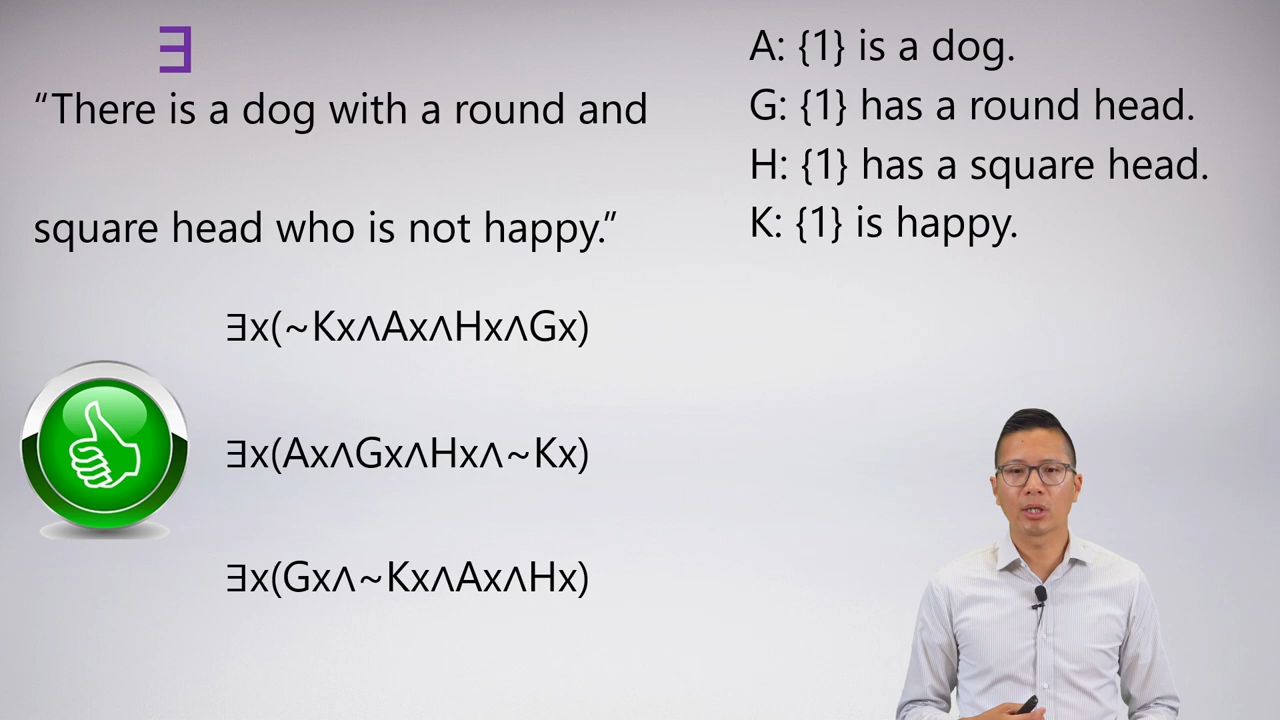 ∃
“There is a dog with a round and
square head who is not happy.”
A: {1} is a dog.
G: {1} has a round head.
H: {1} has a square head.
K: {1} is happy.
∃x(~Kx∧Ax∧Hx∧Gx)
∃x(Ax∧Gx∧Hx∧~Kx)
∃x(Gx∧~Kx∧Ax∧Hx)